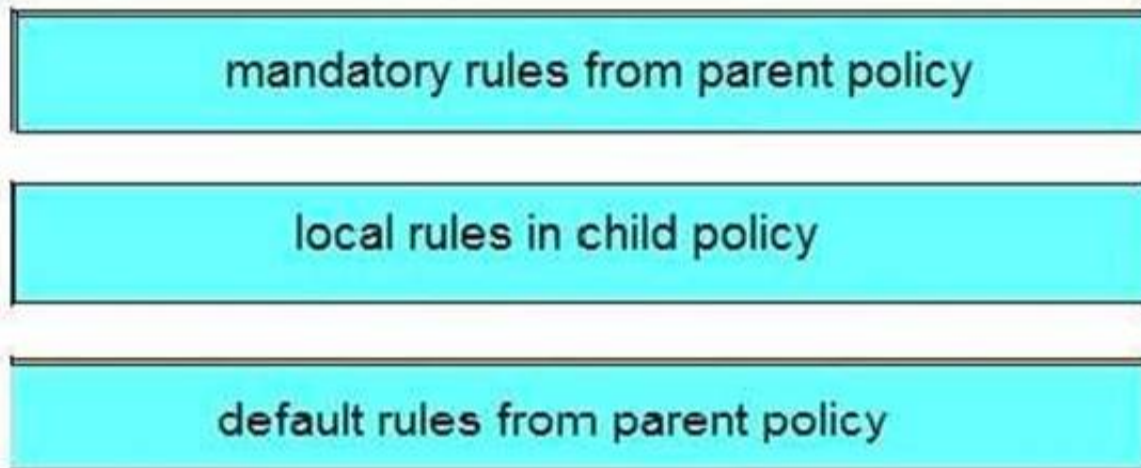 mandatory rules from parent policy
local rules in child policy
default rules from parent policy